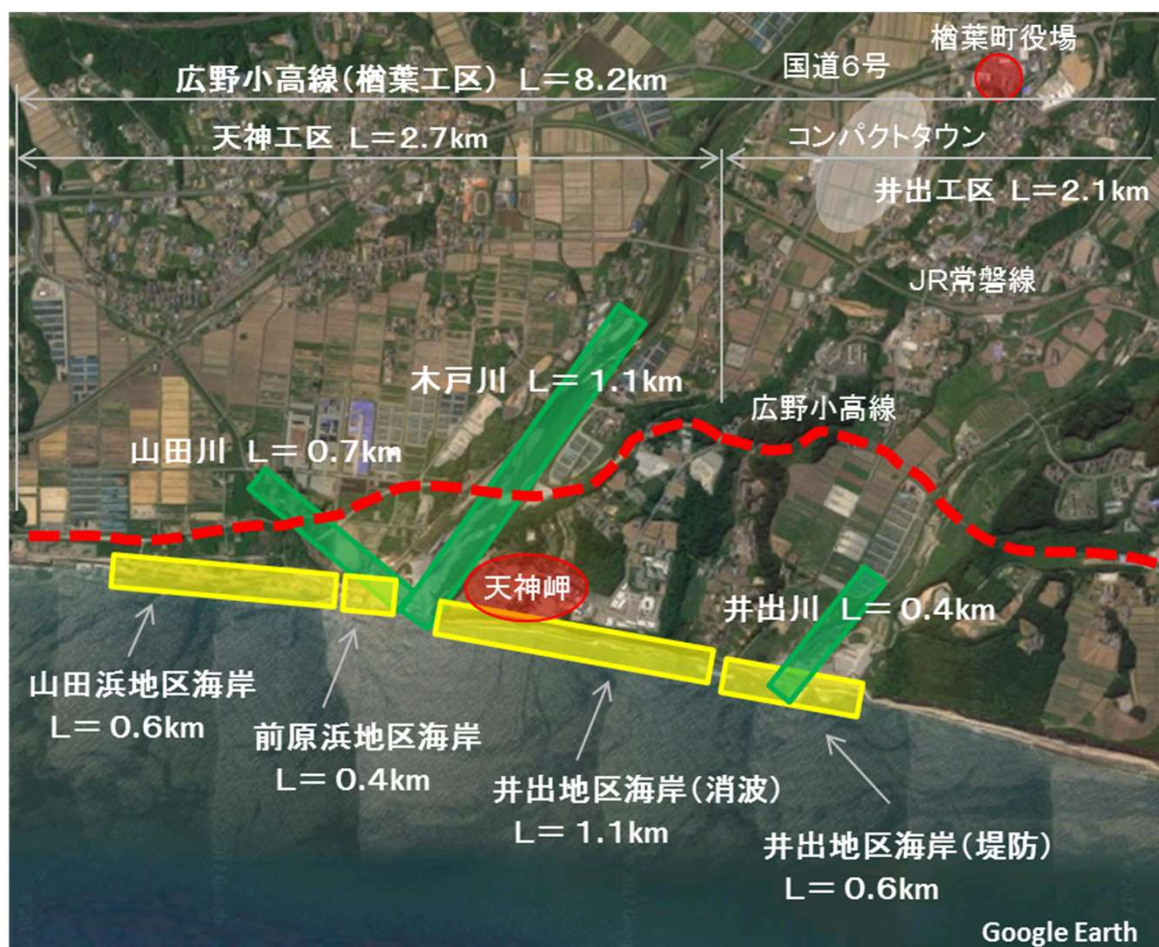 楢葉町役場
国道6号
広野小高線(楢葉工区) L=8.2km
天神工区 L=2.7km
コンパクトタウン
井出工区 L=2.1km
JR常磐線
木戸川 L=1.1km
広野小高線
山田川 L=0.7km
天神岬
井出川 L=0.4km
山田浜地区海岸
L=0.6km
前原浜地区海岸
L=0.4km
井出地区海岸(消波)
L=1.1km
井出地区海岸(堤防)
L=0.6km
Google Earth